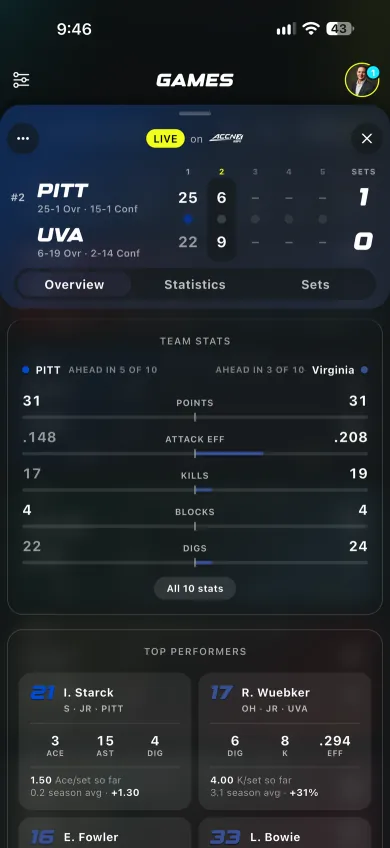 9:46
43
GAMES
1
LIVE on ACCNX
1 2 3 4 5 SETS
#2 PITT 25 6 – – – 1
25-1 Ovr · 15-1 Conf
UVA 22 9 – – – 0
6-19 Ovr · 2-14 Conf
Overview Statistics Sets
TEAM STATS
PITT AHEAD IN 5 OF 10 AHEAD IN 3 OF 10 Virginia
31 POINTS 31
.148 ATTACK EFF .208
17 KILLS 19
4 BLOCKS 4
22 DIGS 24
All 10 stats
TOP PERFORMERS
21 I. Starck
S · JR · PITT
3 15 4
ACE AST DIG
1.50 Ace/set so far
0.2 season avg · +1.30
17 R. Wuebker
OH · JR · UVA
6 8 .294
DIG K EFF
4.00 K/set so far
3.1 season avg · +31%
16 E. Fowler
33 L. Bowie